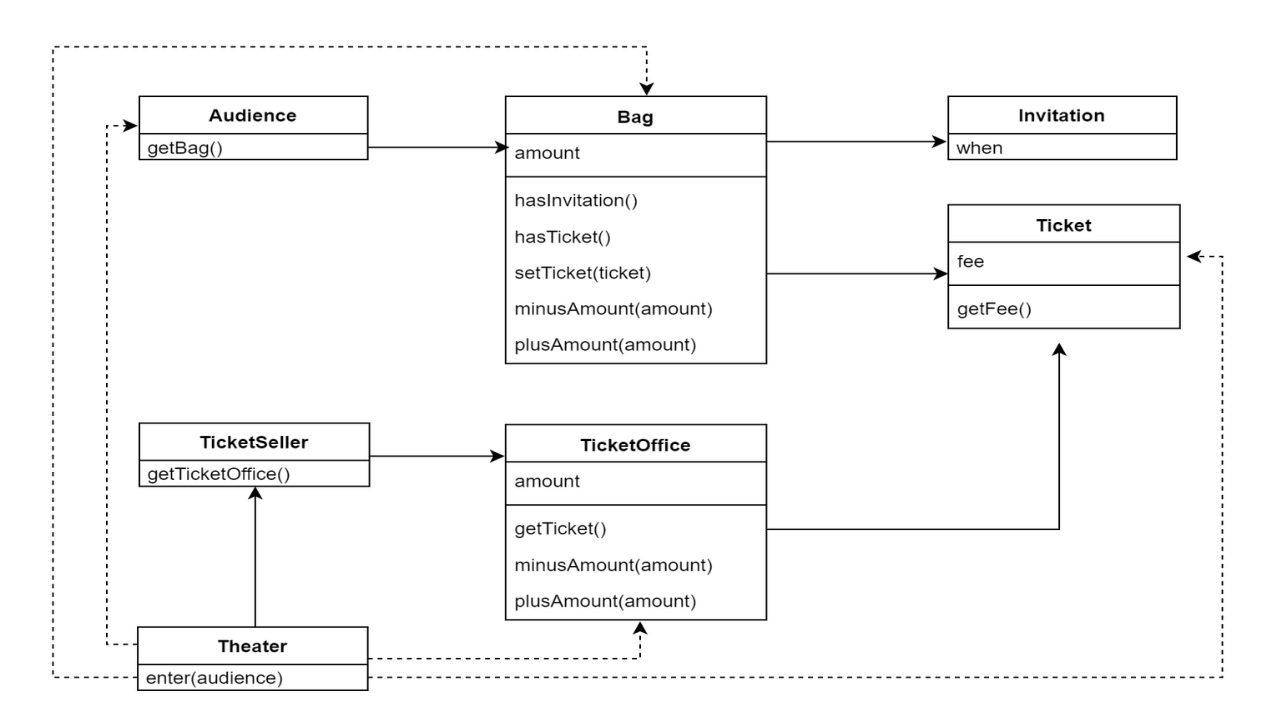 Audience
getBag()
Bag
amount
hasInvitation()
hasTicket()
setTicket(ticket)
minusAmount(amount)
plusAmount(amount)
Invitation
when
Ticket
fee
getFee()
TicketSeller
getTicketOffice()
TicketOffice
amount
getTicket()
minusAmount(amount)
plusAmount(amount)
Theater
enter(audience)